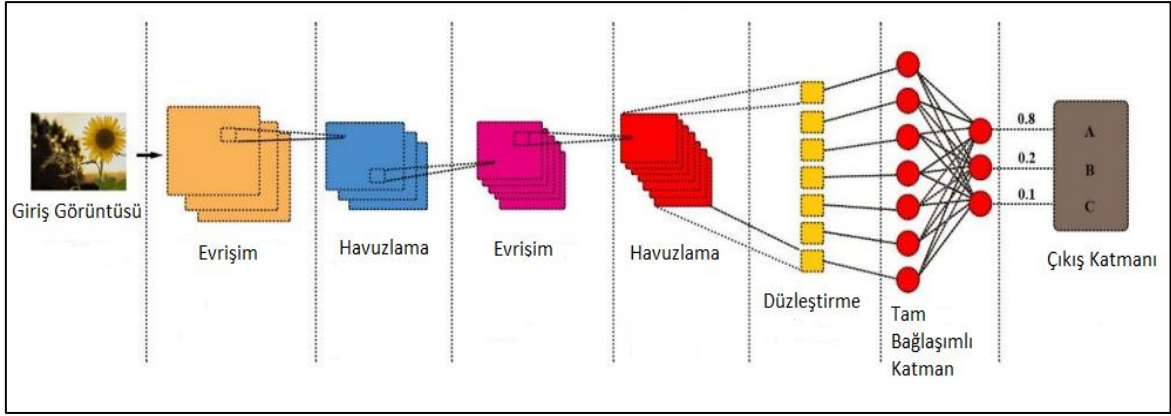 Giriş Görüntüsü
Evrişim
Havuzlama
Evrişim
Havuzlama
Düzleştirme
Tam
Bağlaşımlı
Katman
0.8
0.2
0.1
A
B
C
Çıkış Katmanı